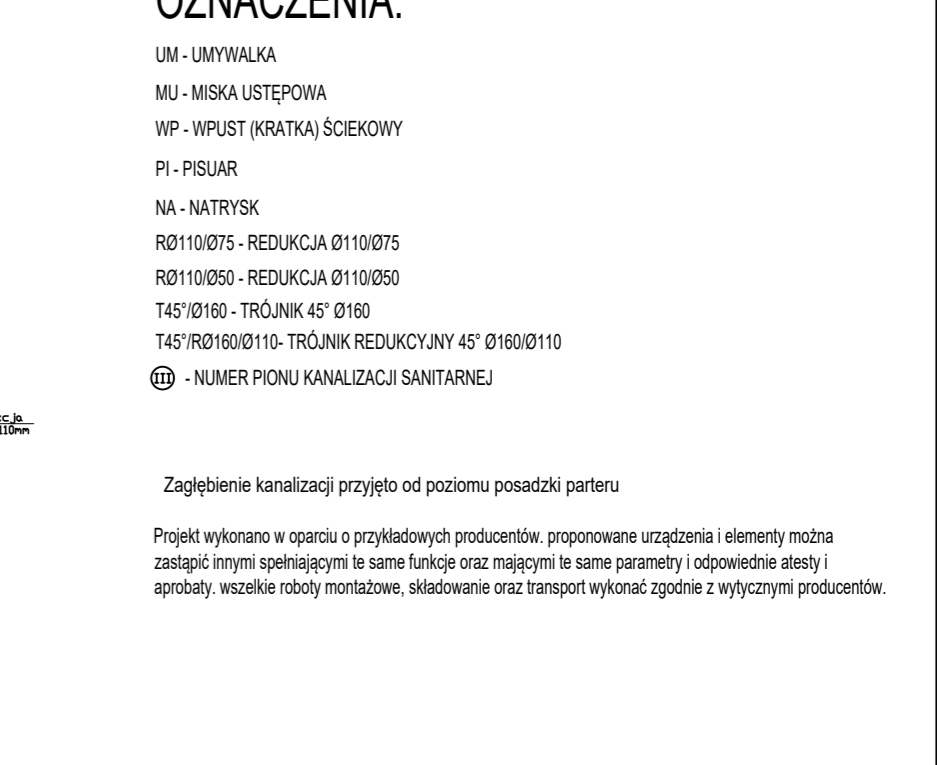 OZNACZENIA:
UM - UMYWALKA
MU - MISKA USTĘPOWA
WP - WPUST (KRATKA) ŚCIEKOWY
PI - PISUAR
NA - NATRYSK
RØ110/Ø75 - REDUKCJA Ø110/Ø75
RØ110/Ø50 - REDUKCJA Ø110/Ø50
T45°/Ø160 - TRÓJNIK 45° Ø160
T45°/RØ160/Ø110- TRÓJNIK REDUKCYJNY 45° Ø160/Ø110
III - NUMER PIONU KANALIZACJI SANITARNEJ
110mm
Zagłębienie kanalizacji przyjęto od poziomu posadzki parteru
Projekt wykonano w oparciu o przykładowych producentów. proponowane urządzenia i elementy można
zastąpić innymi spełniającymi te same funkcje oraz mającymi te same parametry i odpowiednie atesty i
aprobaty. wszelkie roboty montażowe, składowanie oraz transport wykonać zgodnie z wytycznymi producentów.